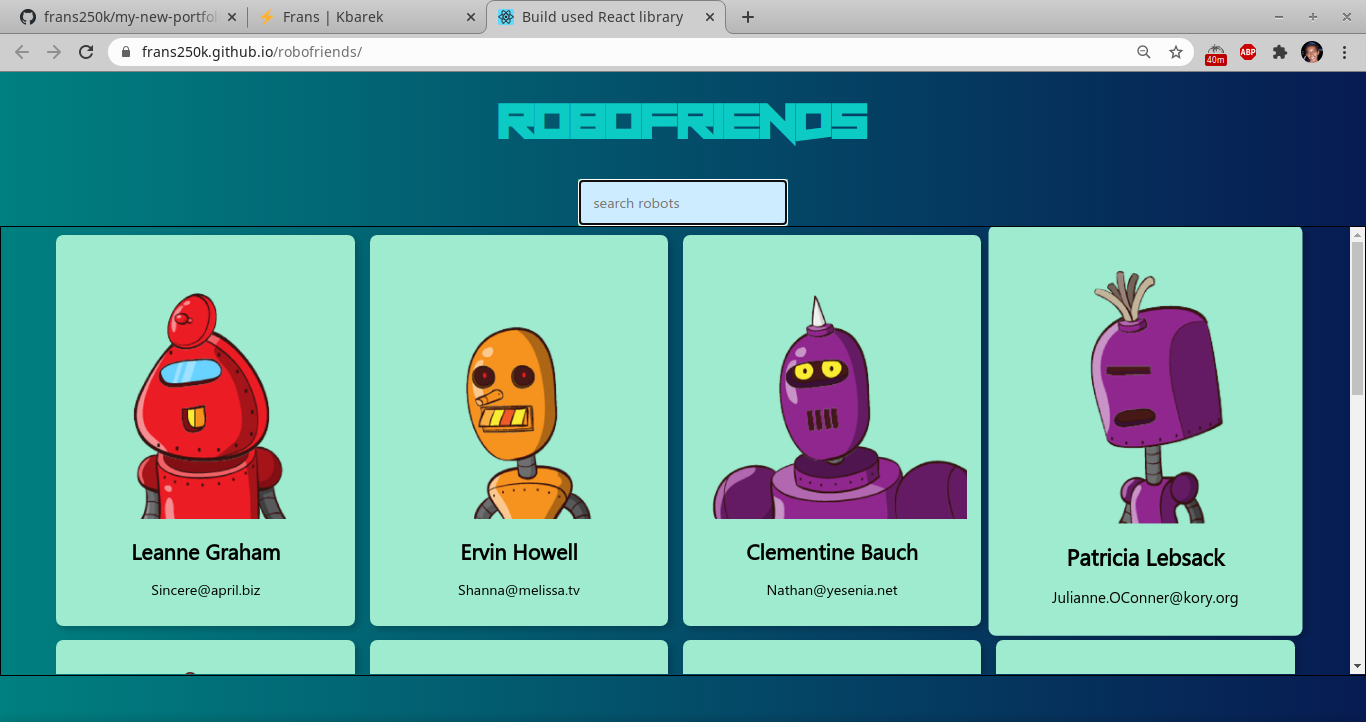 frans250k/my-new-portfol
Frans | Kbarek
Build used React library
frans250k.github.io/robofriends/
40m
ABP
ROBOFRIENDS
search robots
Leanne Graham
Sincere@april.biz
Ervin Howell
Shanna@melissa.tv
Clementine Bauch
Nathan@yesenia.net
Patricia Lebsack
Julianne.OConner@kory.org